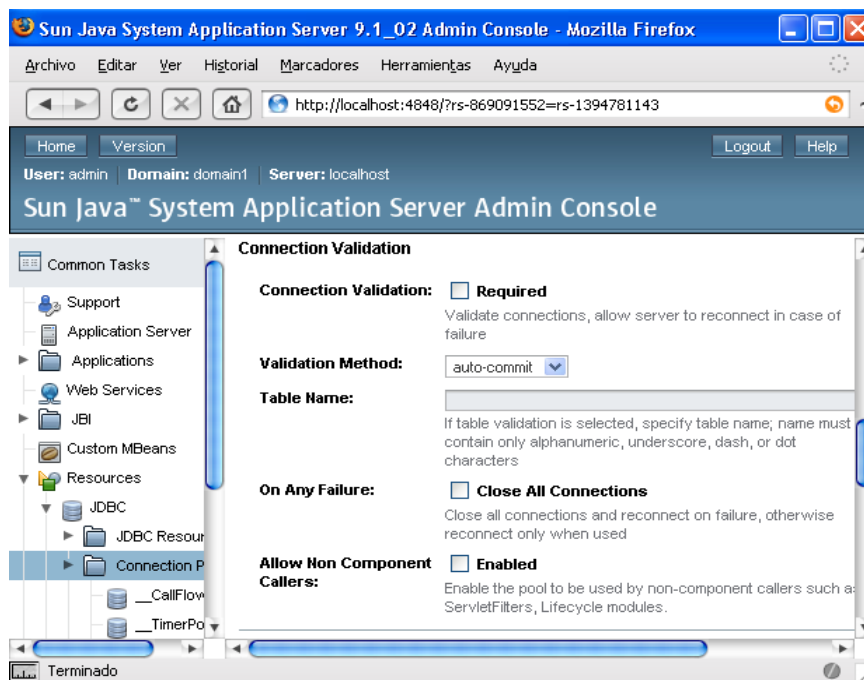 Sun Java System Application Server 9.1_02 Admin Console - Mozilla Firefox
Archivo Editar Ver Historial Marcadores Herramientas Ayuda
http://localhost:4848/?rs-869091552=rs-1394781143
Home Version Logout Help
User: admin Domain: domain1 Server: localhost
Sun Java™ System Application Server Admin Console
Common Tasks
Support
Application Server
Applications
Web Services
JBI
Custom MBeans
Resources
JDBC
JDBC Resour
Connection P
__CallFlow
__TimerPo
Connection Validation
Connection Validation: Required
Validate connections, allow server to reconnect in case of
failure
Validation Method: auto-commit
Table Name:
If table validation is selected, specify table name; name must
contain only alphanumeric, underscore, dash, or dot
characters
On Any Failure: Close All Connections
Close all connections and reconnect on failure, otherwise
reconnect only when used
Allow Non Component Callers: Enabled
Enable the pool to be used by non-component callers such a
ServletFilters, Lifecycle modules.
Terminado